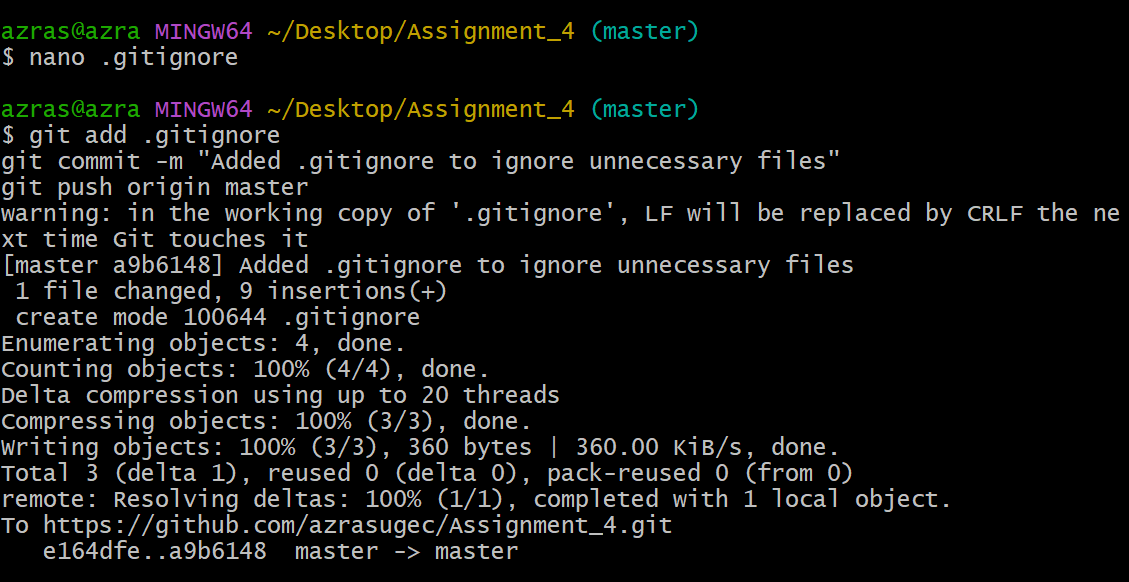 azras@azra MINGW64 ~/Desktop/Assignment_4 (master)
$ nano .gitignore
azras@azra MINGW64 ~/Desktop/Assignment_4 (master)
$ git add .gitignore
git commit -m "Added .gitignore to ignore unnecessary files"
git push origin master
warning: in the working copy of '.gitignore', LF will be replaced by CRLF the ne
xt time Git touches it
[master a9b6148] Added .gitignore to ignore unnecessary files
 1 file changed, 9 insertions(+)
 create mode 100644 .gitignore
Enumerating objects: 4, done.
Counting objects: 100% (4/4), done.
Delta compression using up to 20 threads
Compressing objects: 100% (3/3), done.
Writing objects: 100% (3/3), 360 bytes | 360.00 KiB/s, done.
Total 3 (delta 1), reused 0 (delta 0), pack-reused 0 (from 0)
remote: Resolving deltas: 100% (1/1), completed with 1 local object.
To https://github.com/azrasugec/Assignment_4.git
   e164dfe..a9b6148  master -> master